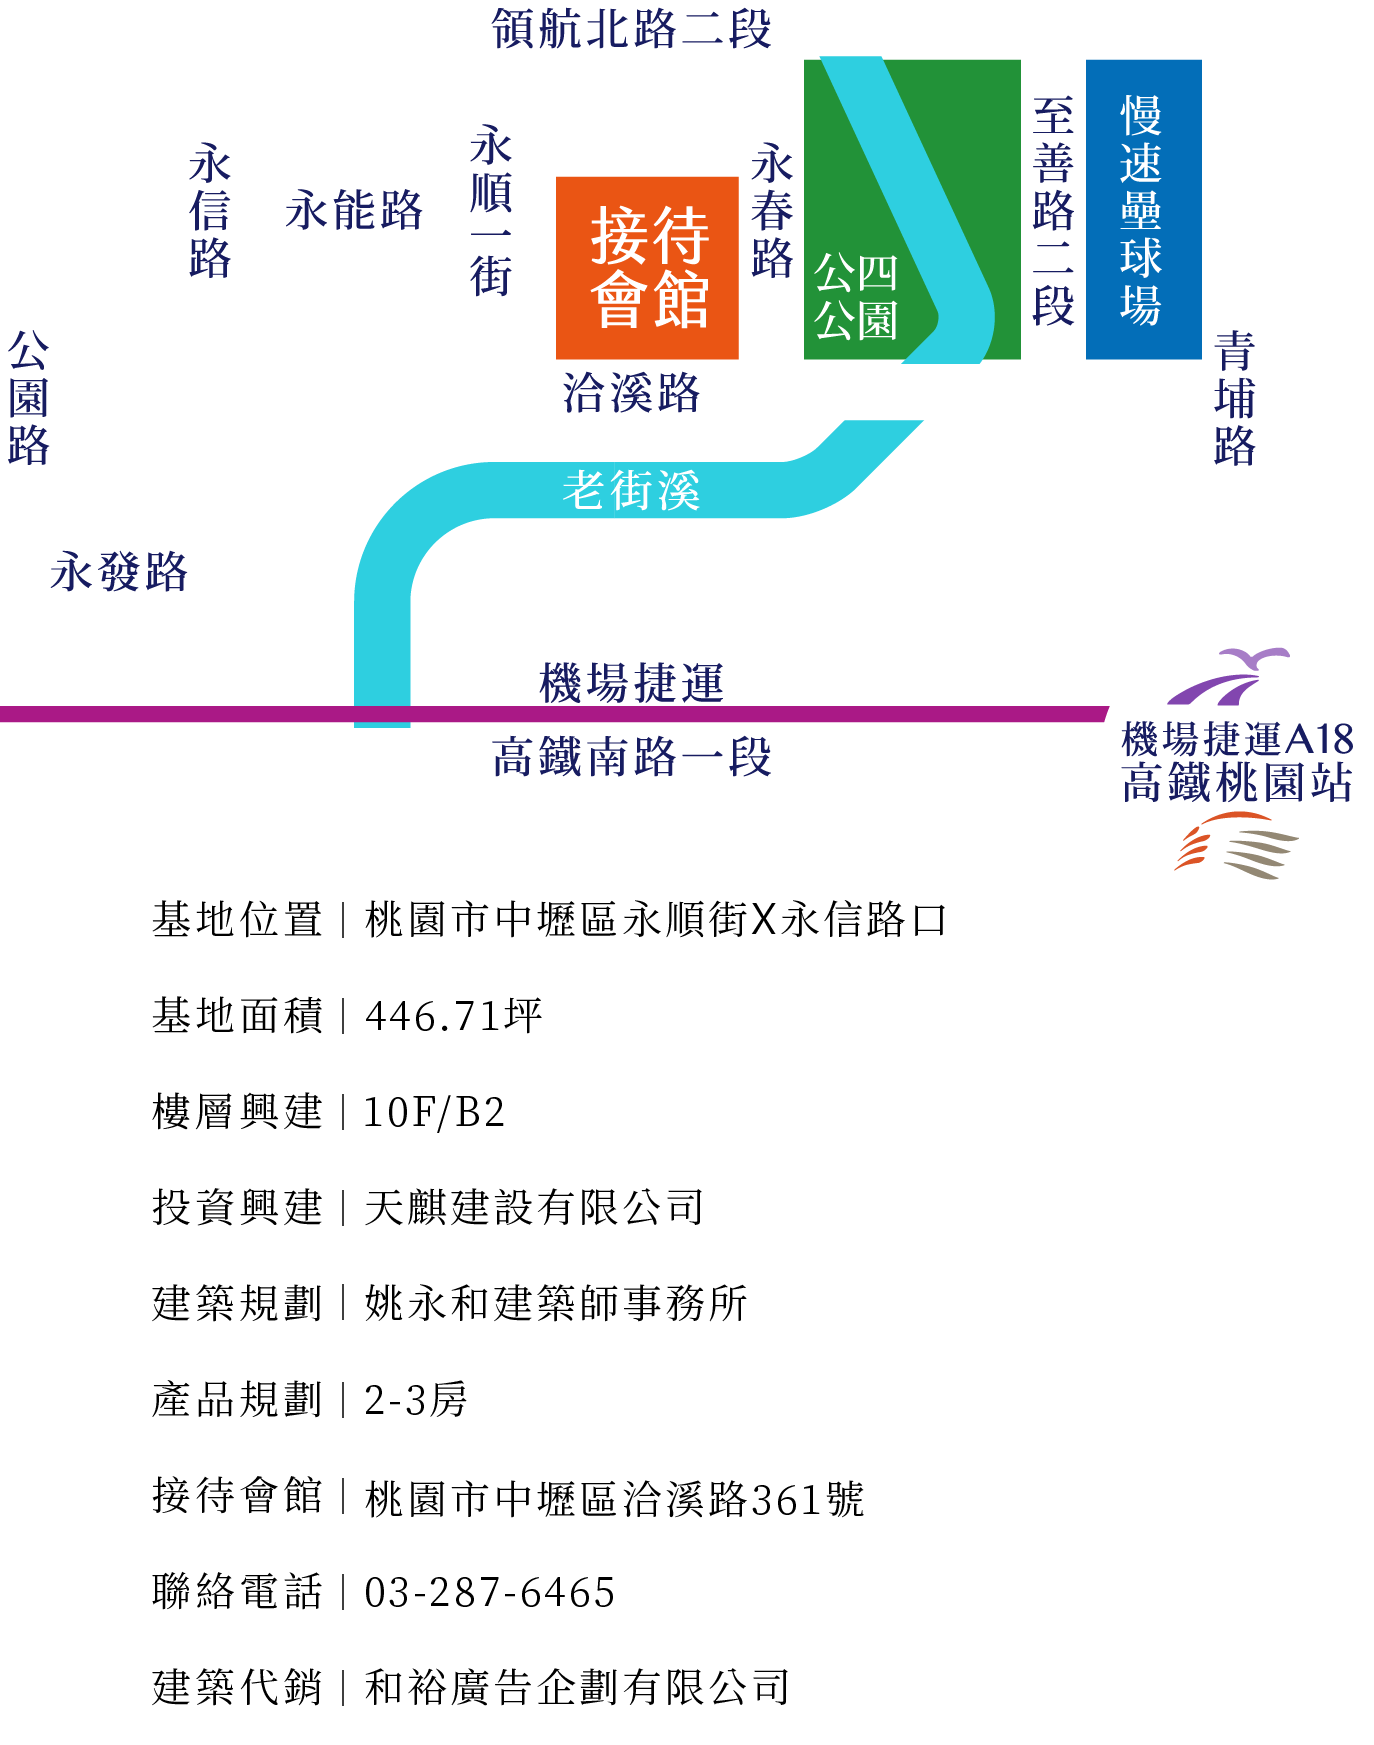 領航北路二段
永信路
永能路
永順一街
接待
會館
永春路
公四
公園
至善路二段
慢速壘球場
公園路
洽溪路
青埔路
老街溪
永發路
機場捷運
高鐵南路一段
機場捷運A18
高鐵桃園站
基地位置｜桃園市中壢區永順街X永信路口
基地面積｜446.71坪
樓層興建｜10F/B2
投資興建｜天麒建設有限公司
建築規劃｜姚永和建築師事務所
產品規劃｜2-3房
接待會館｜桃園市中壢區洽溪路361號
聯絡電話｜03-287-6465
建築代銷｜和裕廣告企劃有限公司